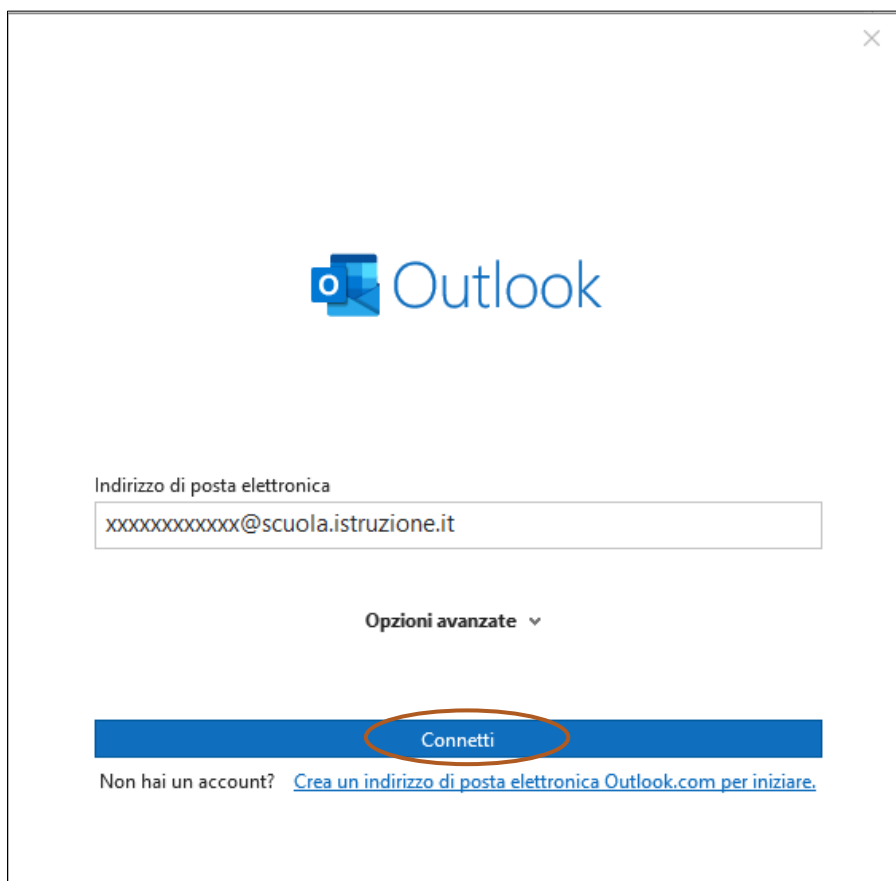 Outlook
Indirizzo di posta elettronica
xxxxxxxxxxxx@scuola.istruzione.it
Opzioni avanzate
Connetti
Non hai un account? Crea un indirizzo di posta elettronica Outlook.com per iniziare.